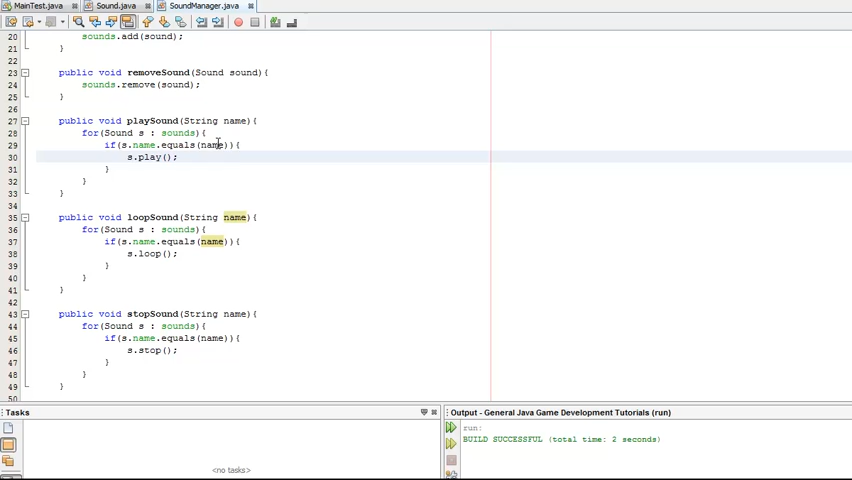 MainTest.java
Sound.java
SoundManager.java
20 sounds.add(sound);
21 }
22
23 public void removeSound(Sound sound){
24 sounds.remove(sound);
25 }
26
27 public void playSound(String name){
28 for(Sound s : sounds){
29 if(s.name.equals(name)){
30 s.play();
31 }
32 }
33 }
34
35 public void loopSound(String name){
36 for(Sound s : sounds){
37 if(s.name.equals(name)){
38 s.loop();
39 }
40 }
41 }
42
43 public void stopSound(String name){
44 for(Sound s : sounds){
45 if(s.name.equals(name)){
46 s.stop();
47 }
48 }
49 }
50
Tasks
<no tasks>
Output - General Java Game Development Tutorials (run)
run:
BUILD SUCCESSFUL (total time: 2 seconds)